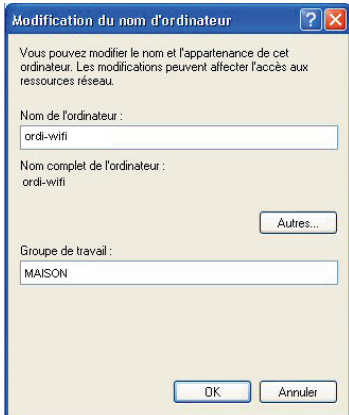 Modification du nom d'ordinateur
Vous pouvez modifier le nom et l'appartenance de cet
ordinateur. Les modifications peuvent affecter l'accès aux
ressources réseau.
Nom de l'ordinateur :
ordi-wifi
Nom complet de l'ordinateur :
ordi-wifi
Autres...
Groupe de travail :
MAISON
OK
Annuler